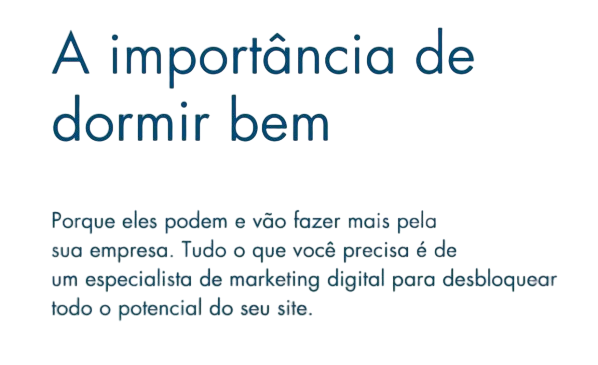 A importância de
dormir bem
Porque eles podem e vão fazer mais pela
sua empresa. Tudo o que você precisa é de
um especialista de marketing digital para desbloquear
todo o potencial do seu site.